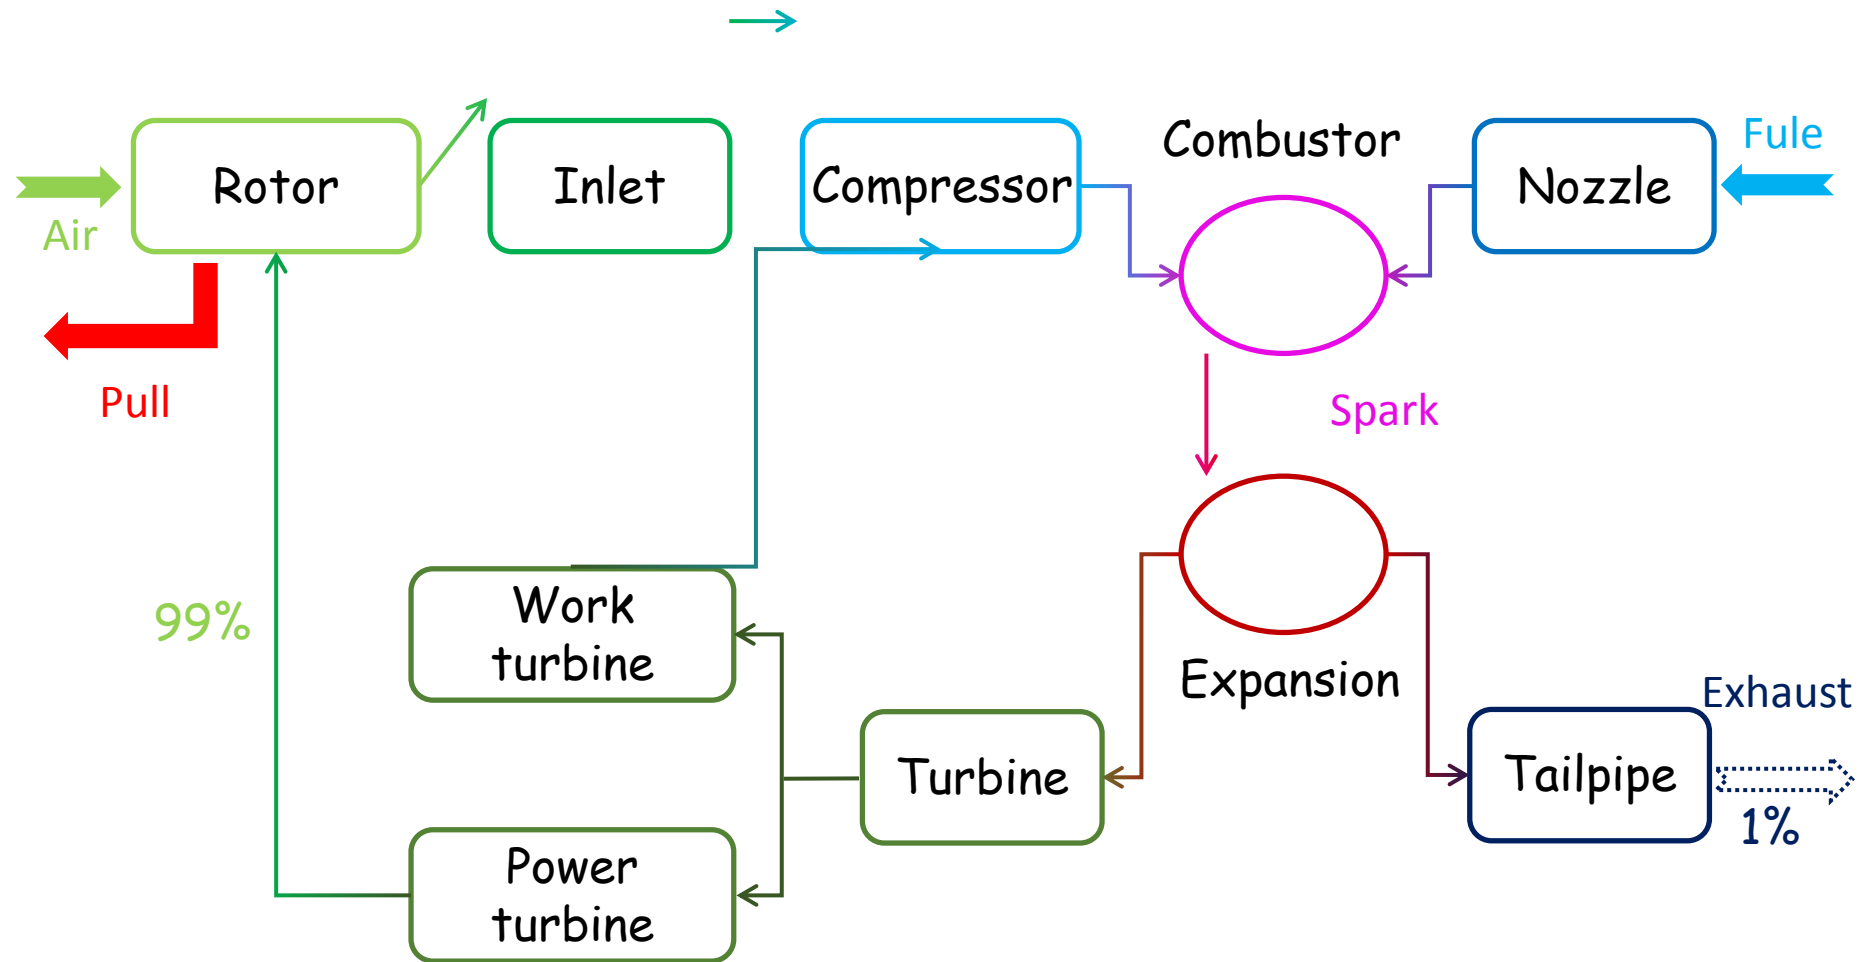 Combustor
Fule
Rotor
Inlet
Compressor
Nozzle
Air
Pull
Spark
99%
Work
turbine
Expansion
Exhaust
Turbine
Tailpipe
1%
Power
turbine